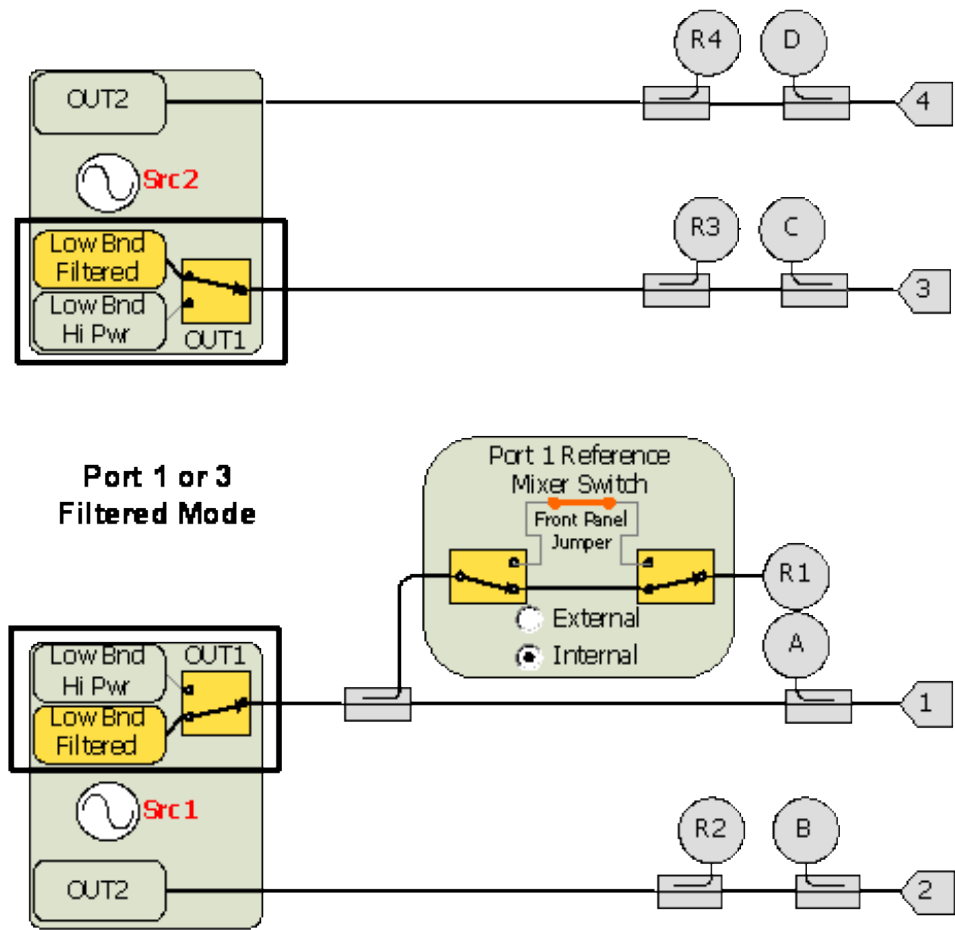 R4
D
OUT2
4
Src2
Low Bnd
Filtered
R3
C
3
Low Bnd
Hi Pwr
OUT1
Port 1 or 3
Filtered Mode
Port 1 Reference
Mixer Switch
Front Panel
Jumper
R1
External
Internal
A
Low Bnd
Hi Pwr
OUT1
1
Low Bnd
Filtered
Src1
R2
B
OUT2
2